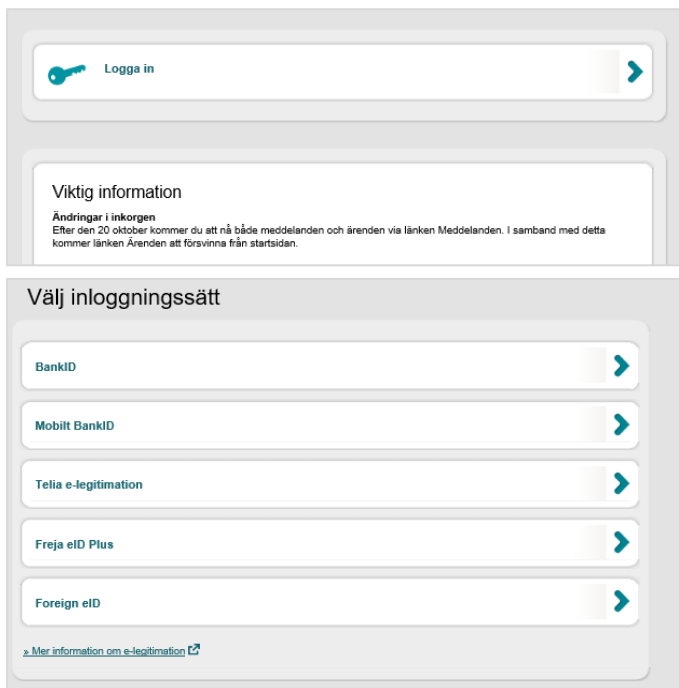 Logga in
Viktig information
Ändringar i inkorgen
Efter den 20 oktober kommer du att nå både meddelanden och ärenden via länken Meddelanden. I samband med detta
kommer länken Ärenden att försvinna från startsidan.
Välj inloggningssätt
BankID
Mobilt BankID
Telia e-legitimation
Freja eID Plus
Foreign eID
» Mer information om e-legitimation